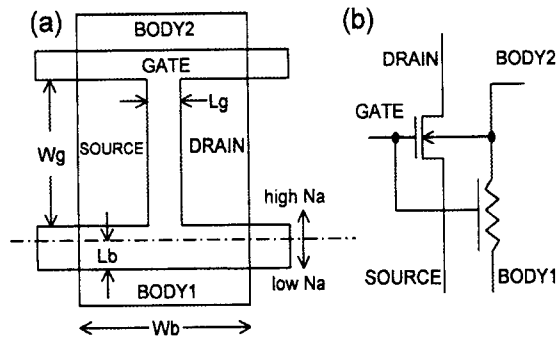 (a)
BODY2
GATE
Lg
Wg
SOURCE
DRAIN
high Na
Lb
low Na
BODY1
Wb
(b)
DRAIN
BODY2
GATE
SOURCE
BODY1